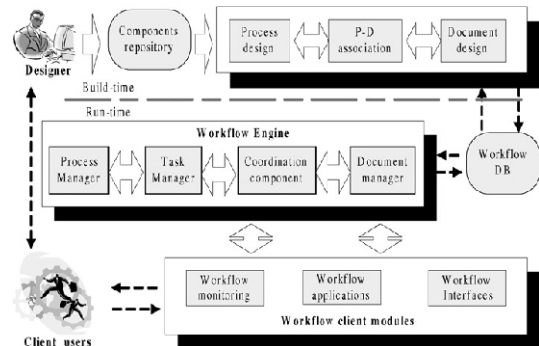 Designer
Components
repository
Process
design
P-D
association
Document
design
Build-time
Run-time
Workflow Engine
Process
Manager
Task
Manager
Coordination
component
Document
manager
Workflow
DB
Workflow
monitoring
Workflow
applications
Workflow
Interfaces
Workflow client modules
Client users